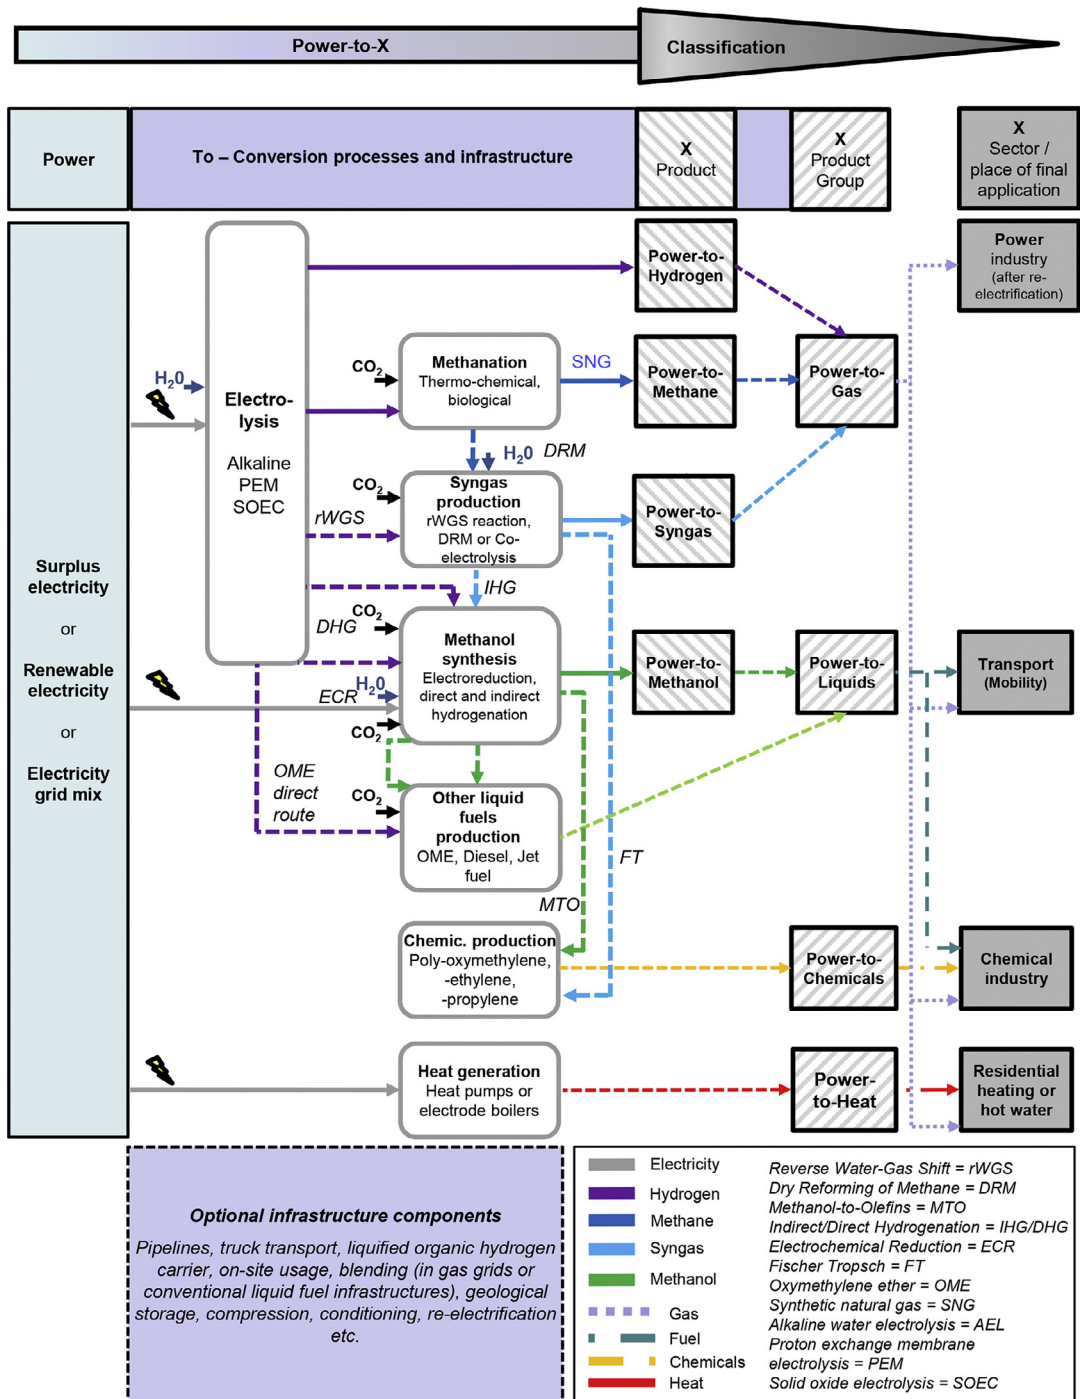 Power-to-X
Classification
Power
To – Conversion processes and infrastructure
X
Product
X
Product
Group
X
Sector /
place of final
application
Surplus
electricity
or
Renewable
electricity
or
Electricity
grid mix
H₂0
Electro-
lysis
Alkaline
PEM
SOEC
Power-to-
Hydrogen
Power
industry
(after re-
electrification)
CO₂
Methanation
Thermo-chemical,
biological
SNG
Power-to-
Methane
Power-to-
Gas
H₂0
DRM
CO₂
rWGS
Syngas
production
rWGS reaction,
DRM or Co-
electrolysis
Power-to-
Syngas
IHG
CO₂
DHG
H₂0
ECR
CO₂
Methanol
synthesis
Electroreduction,
direct and indirect
hydrogenation
Power-to-
Methanol
Power-to-
Liquids
Transport
(Mobility)
OME
direct
route
CO₂
Other liquid
fuels
production
OME, Diesel, Jet
fuel
FT
MTO
Chemic. production
Poly-oxymethylene,
-ethylene,
-propylene
Power-to-
Chemicals
Chemical
industry
Heat generation
Heat pumps or
electrode boilers
Power-
to-Heat
Residential
heating or
hot water
Optional infrastructure components
Pipelines, truck transport, liquified organic hydrogen
carrier, on-site usage, blending (in gas grids or
conventional liquid fuel infrastructures), geological
storage, compression, conditioning, re-electrification
etc.
Electricity
Hydrogen
Methane
Syngas
Methanol
Gas
Fuel
Chemicals
Heat
Reverse Water-Gas Shift = rWGS
Dry Reforming of Methane = DRM
Methanol-to-Olefins = MTO
Indirect/Direct Hydrogenation = IHG/DHG
Electrochemical Reduction = ECR
Fischer Tropsch = FT
Oxymethylene ether = OME
Synthetic natural gas = SNG
Alkaline water electrolysis = AEL
Proton exchange membrane
electrolysis = PEM
Solid oxide electrolysis = SOEC